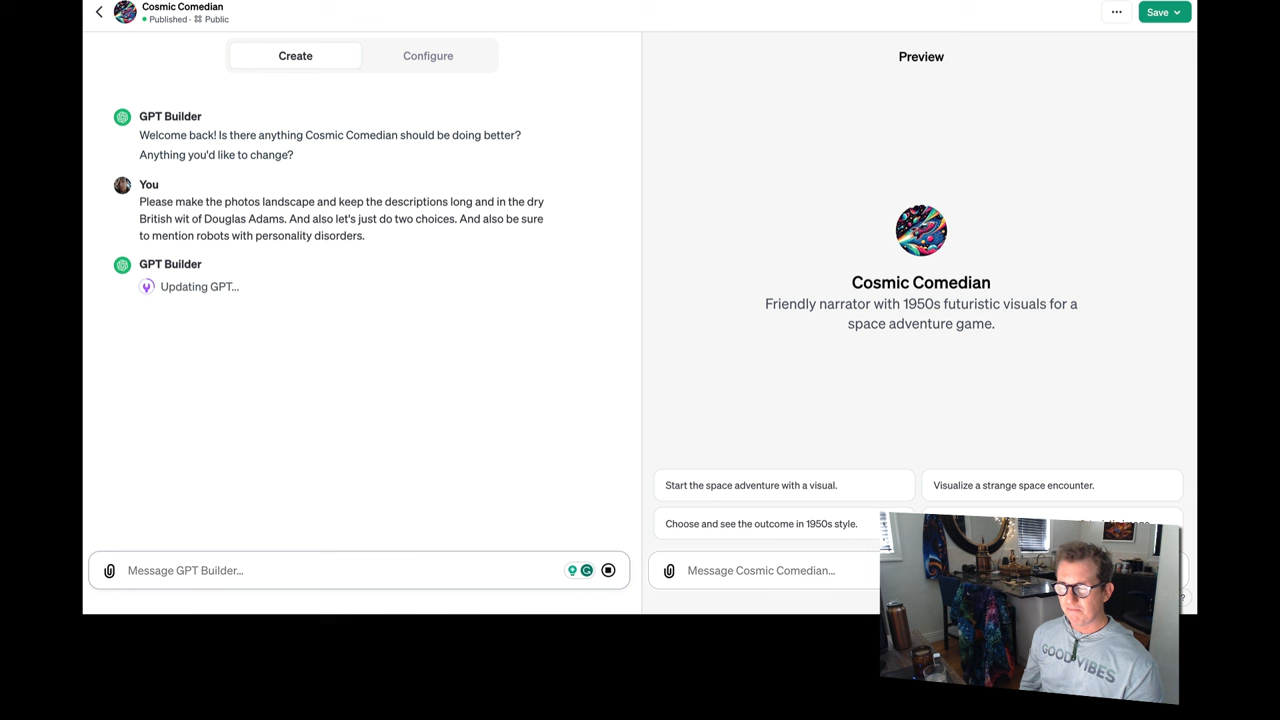 Cosmic Comedian
Published · Public
Save
Create
Configure
Preview
GPT Builder
Welcome back! Is there anything Cosmic Comedian should be doing better?
Anything you'd like to change?
You
Please make the photos landscape and keep the descriptions long and in the dry
British wit of Douglas Adams. And also let's just do two choices. And also be sure
to mention robots with personality disorders.
GPT Builder
Updating GPT...
Cosmic Comedian
Friendly narrator with 1950s futuristic visuals for a
space adventure game.
Start the space adventure with a visual.
Visualize a strange space encounter.
Choose and see the outcome in 1950s style.
Message GPT Builder...
Message Cosmic Comedian...
?
GOOD VIBES